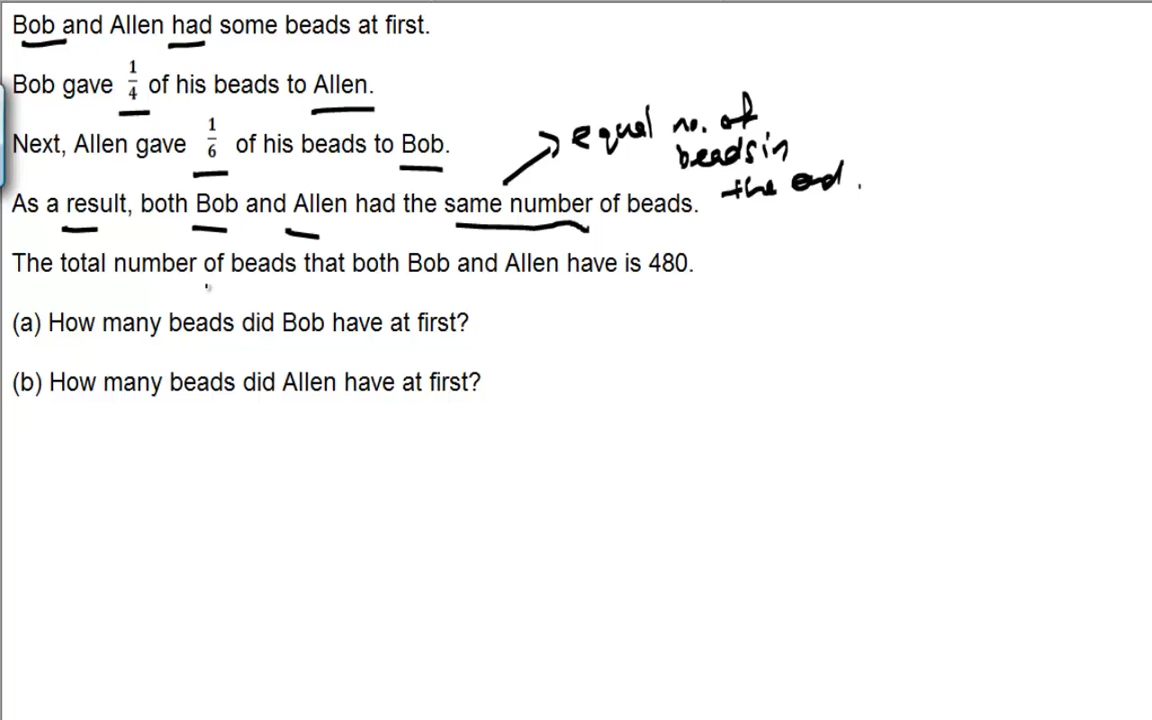 Bob and Allen had some beads at first.
Bob gave 1/4 of his beads to Allen.
Next, Allen gave 1/6 of his beads to Bob.
As a result, both Bob and Allen had the same number of beads.
equal no. of
beads in
the end.
The total number of beads that both Bob and Allen have is 480.
(a) How many beads did Bob have at first?
(b) How many beads did Allen have at first?